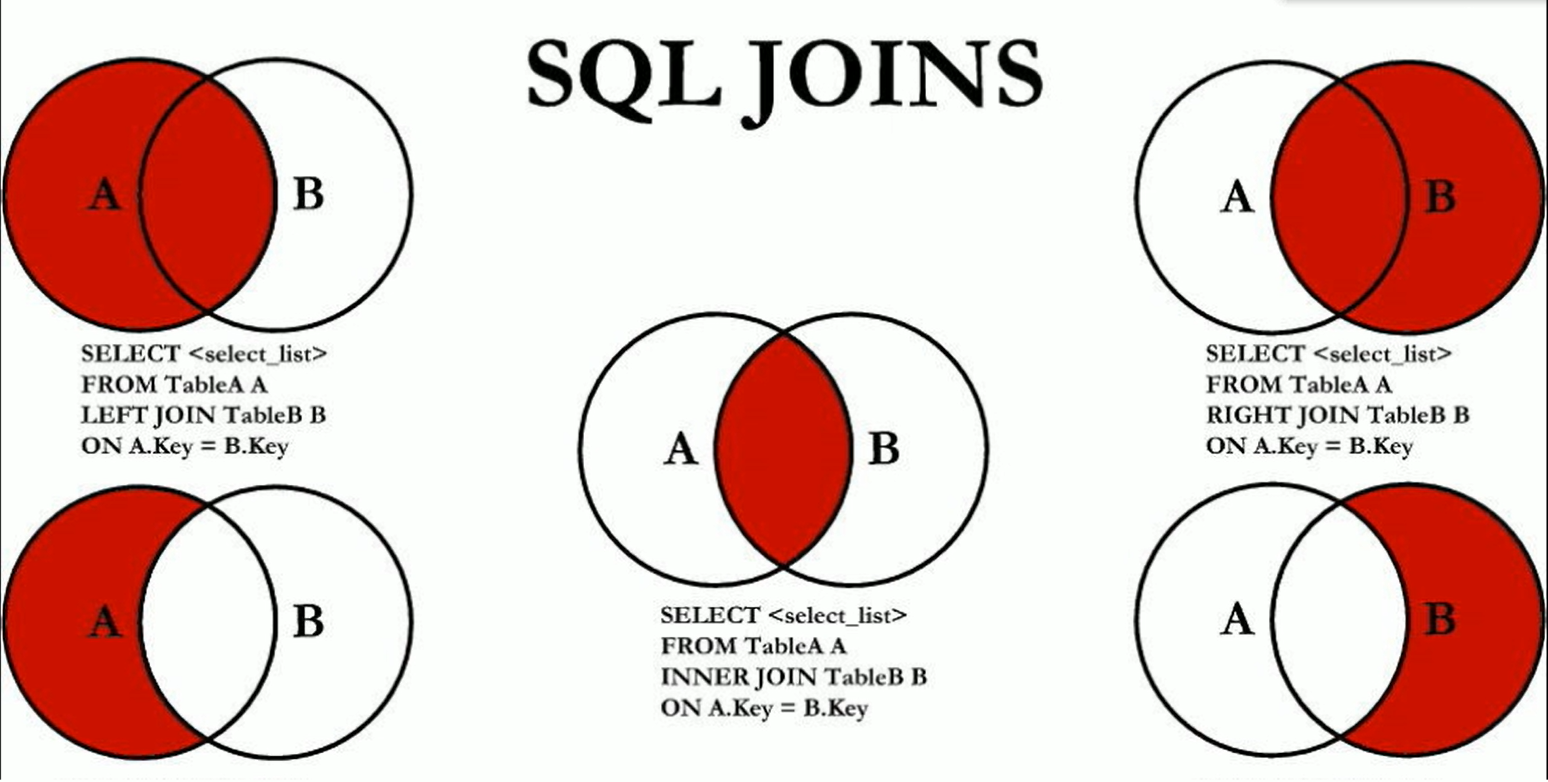 SQL JOINS
A B
SELECT <select_list>
FROM TableA A
LEFT JOIN TableB B
ON A.Key = B.Key
A B
SELECT <select_list>
FROM TableA A
RIGHT JOIN TableB B
ON A.Key = B.Key
A B
SELECT <select_list>
FROM TableA A
INNER JOIN TableB B
ON A.Key = B.Key
A B
A B